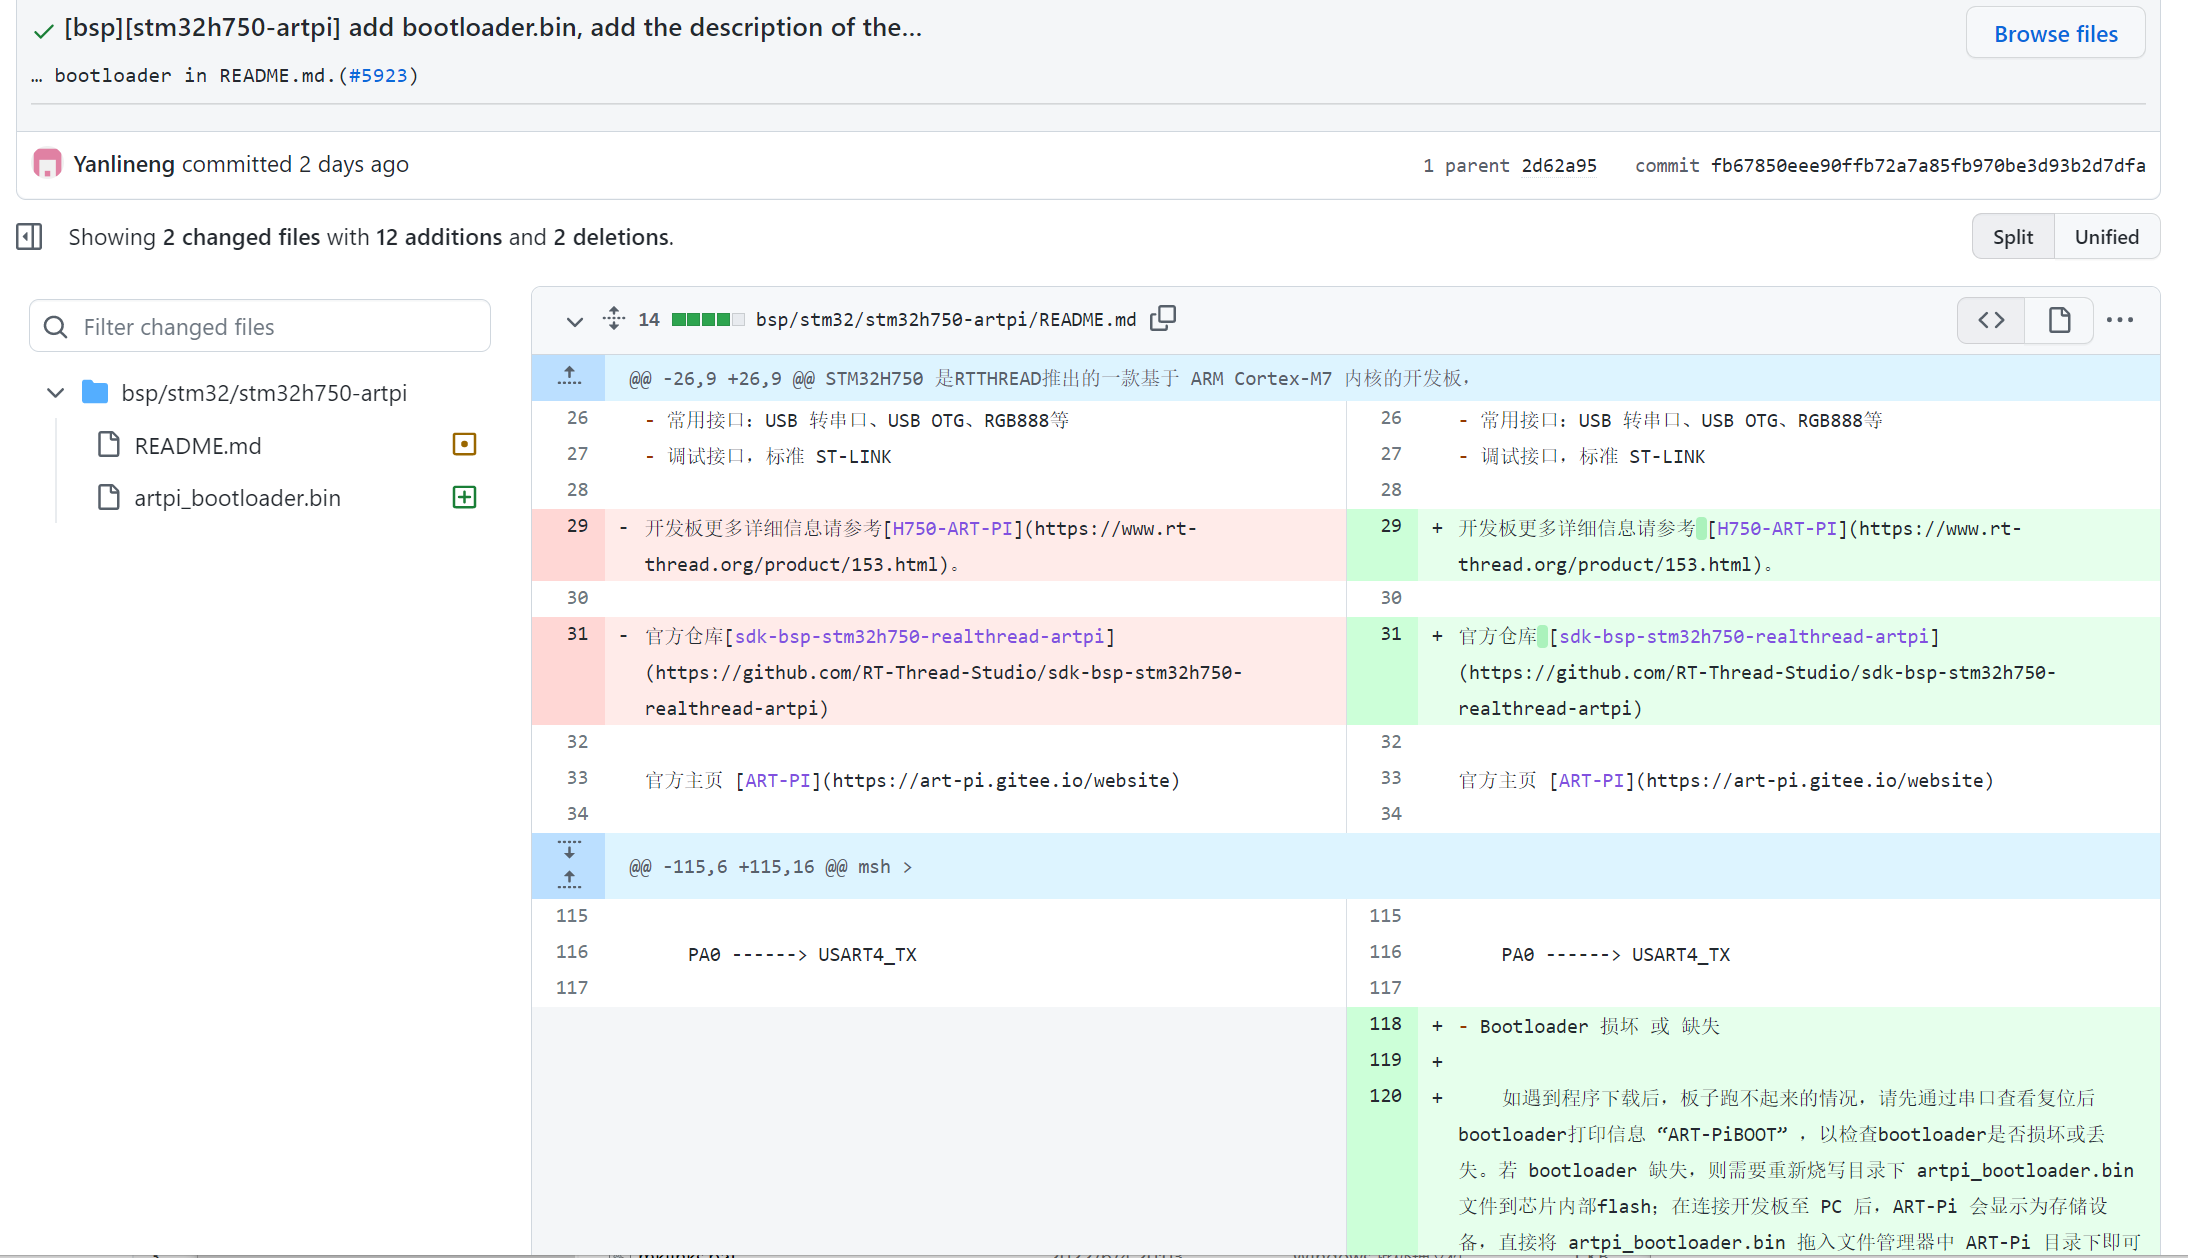 [bsp][stm32h750-artpi] add bootloader.bin, add the description of the...
Browse files
… bootloader in README.md.(#5923)
Yanlineng committed 2 days ago
1 parent 2d62a95 commit fb67850eee90ffb72a7a85fb970be3d93b2d7dfa
Showing 2 changed files with 12 additions and 2 deletions.
Split Unified
Filter changed files
bsp/stm32/stm32h750-artpi
README.md
artpi_bootloader.bin
14 bsp/stm32/stm32h750-artpi/README.md
@@ -26,9 +26,9 @@ STM32H750 是RTTHREAD推出的一款基于 ARM Cortex-M7 内核的开发板，
26 - 常用接口：USB 转串口、USB OTG、RGB888等
26 - 常用接口：USB 转串口、USB OTG、RGB888等
27 - 调试接口，标准 ST-LINK
27 - 调试接口，标准 ST-LINK
28
28
29 - 开发板更多详细信息请参考[H750-ART-PI](https://www.rt-
thread.org/product/153.html)。
29 + 开发板更多详细信息请参考 [H750-ART-PI](https://www.rt-
thread.org/product/153.html)。
30
30
31 - 官方仓库[sdk-bsp-stm32h750-realthread-artpi]
(https://github.com/RT-Thread-Studio/sdk-bsp-stm32h750-
realthread-artpi)
31 + 官方仓库 [sdk-bsp-stm32h750-realthread-artpi]
(https://github.com/RT-Thread-Studio/sdk-bsp-stm32h750-
realthread-artpi)
32
32
33 官方主页 [ART-PI](https://art-pi.gitee.io/website)
33 官方主页 [ART-PI](https://art-pi.gitee.io/website)
34
34
@@ -115,6 +115,16 @@ msh >
115
115
116 PA0 ------> USART4_TX
116 PA0 ------> USART4_TX
117
117
118 + - Bootloader 损坏 或 缺失
119 +
120 + 如遇到程序下载后，板子跑不起来的情况，请先通过串口查看复位后
bootloader打印信息 “ART-PiBOOT” ，以检查bootloader是否损坏或丢
失。若 bootloader 缺失，则需要重新烧写目录下 artpi_bootloader.bin
文件到芯片内部flash；在连接开发板至 PC 后，ART-Pi 会显示为存储设
备，直接将 artpi_bootloader.bin 拖入文件管理器中 ART-Pi 目录下即可